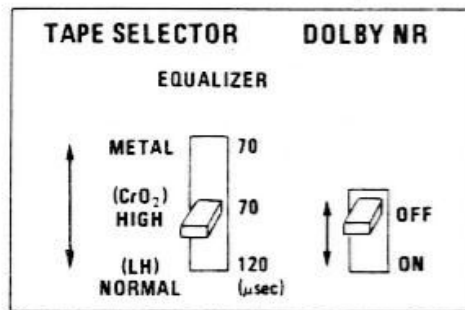 TAPE SELECTOR DOLBY NR
EQUALIZER
METAL 70
(CrO₂)
HIGH 70 OFF
(LH) 120 ON
NORMAL (μsec)